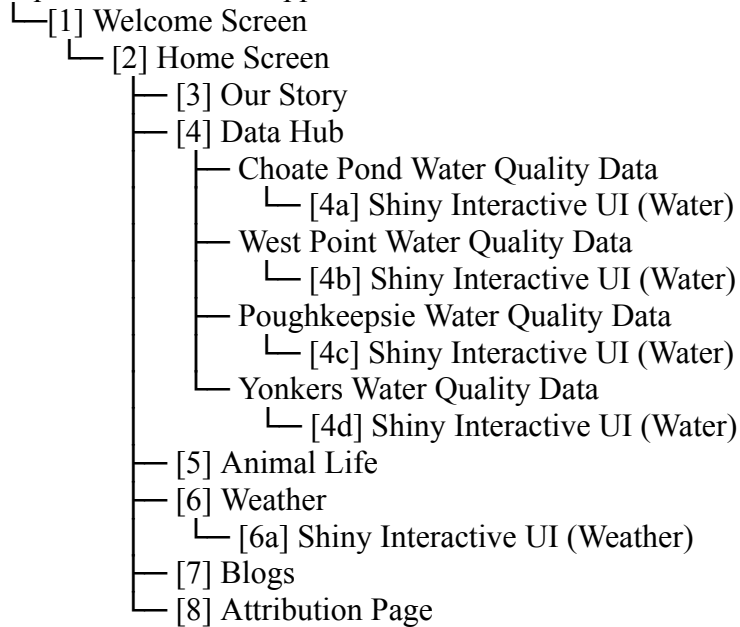 [1] Welcome Screen
[2] Home Screen
[3] Our Story
[4] Data Hub
Choate Pond Water Quality Data
[4a] Shiny Interactive UI (Water)
West Point Water Quality Data
[4b] Shiny Interactive UI (Water)
Poughkeepsie Water Quality Data
[4c] Shiny Interactive UI (Water)
Yonkers Water Quality Data
[4d] Shiny Interactive UI (Water)
[5] Animal Life
[6] Weather
[6a] Shiny Interactive UI (Weather)
[7] Blogs
[8] Attribution Page